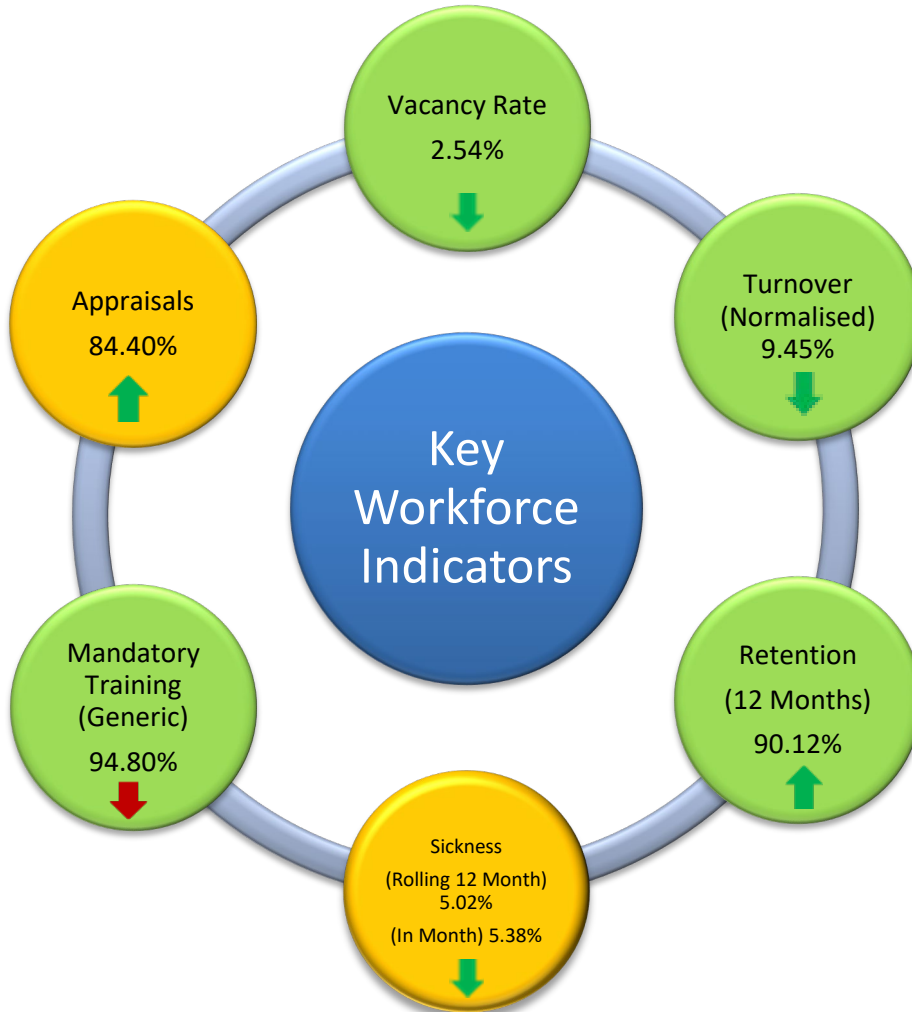 Vacancy Rate
2.54%
Turnover
(Normalised)
9.45%
Appraisals
84.40%
Key
Workforce
Indicators
Mandatory
Training
(Generic)
94.80%
Retention
(12 Months)
90.12%
Sickness
(Rolling 12 Month)
5.02%
(In Month) 5.38%